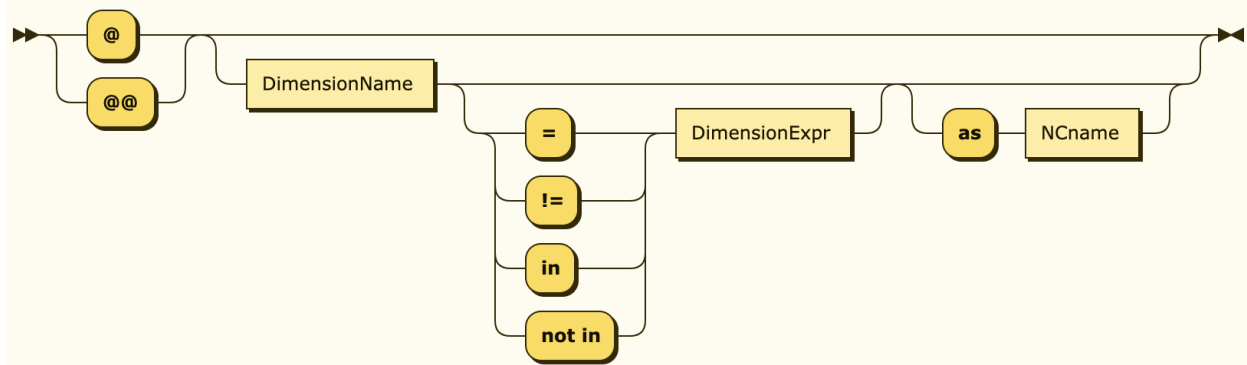 @
@@
DimensionName
=
!=
in
not in
DimensionExpr
as
NCname